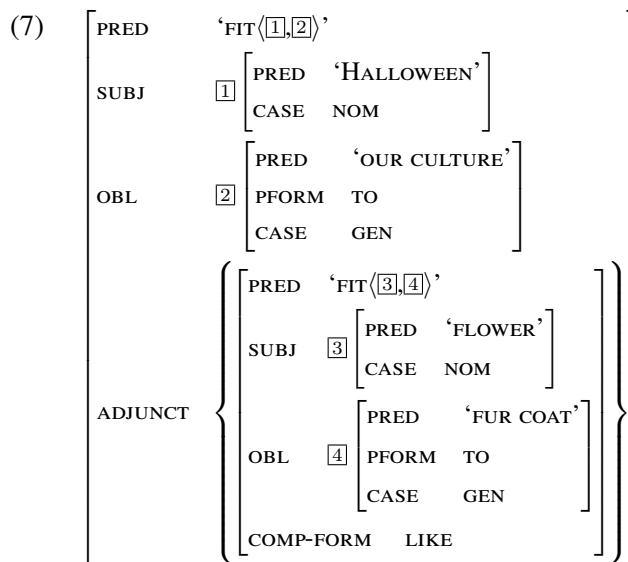 (7)
PRED ‘FIT⟨1,2⟩’
SUBJ 1 PRED ‘HALLOWEEN’
CASE NOM
OBL 2 PRED ‘OUR CULTURE’
PFORM TO
CASE GEN
ADJUNCT PRED ‘FIT⟨3,4⟩’
SUBJ 3 PRED ‘FLOWER’
CASE NOM
OBL 4 PRED ‘FUR COAT’
PFORM TO
CASE GEN
COMP-FORM LIKE